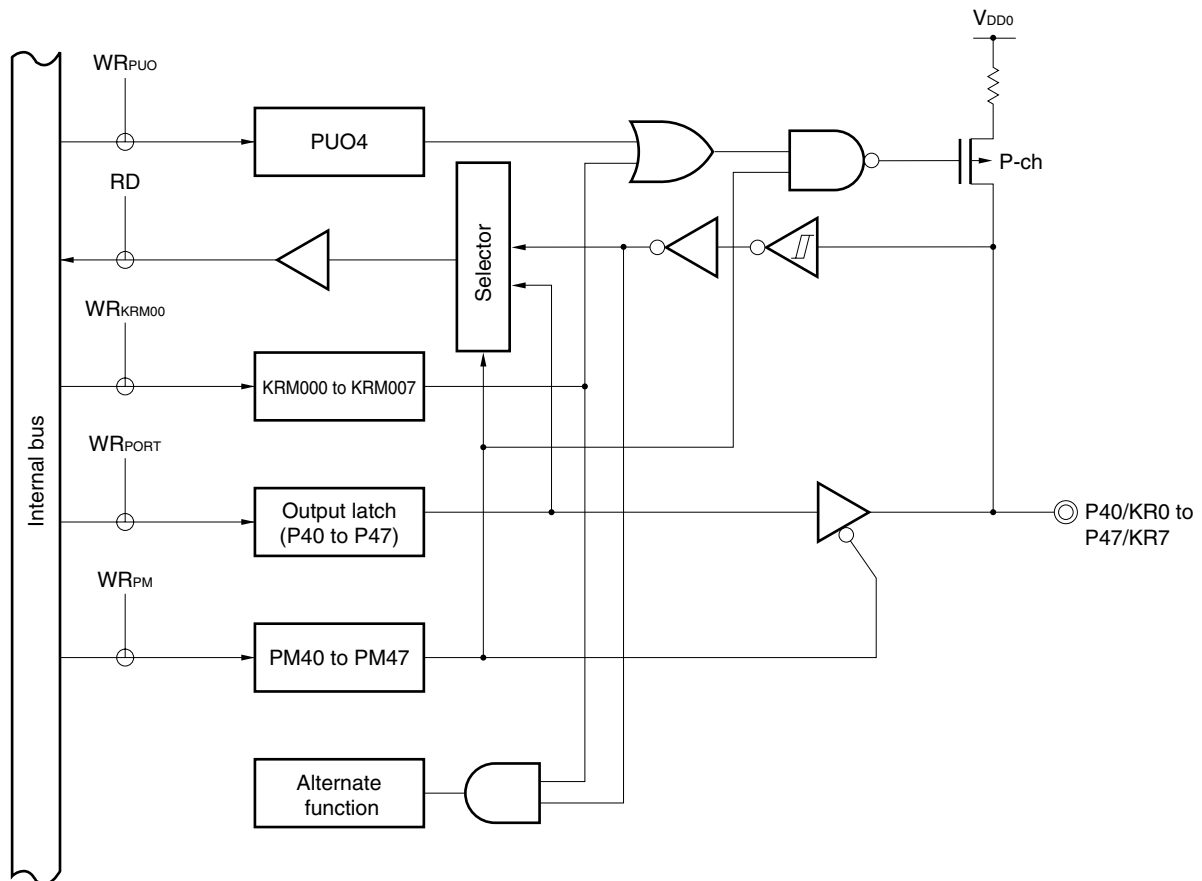 VDD0
WRPUO
PUO4
P-ch
RD
Selector
WRKRM00
KRM000 to KRM007
Internal bus
WRPORT
Output latch
(P40 to P47)
P40/KR0 to
P47/KR7
WRPM
PM40 to PM47
Alternate
function